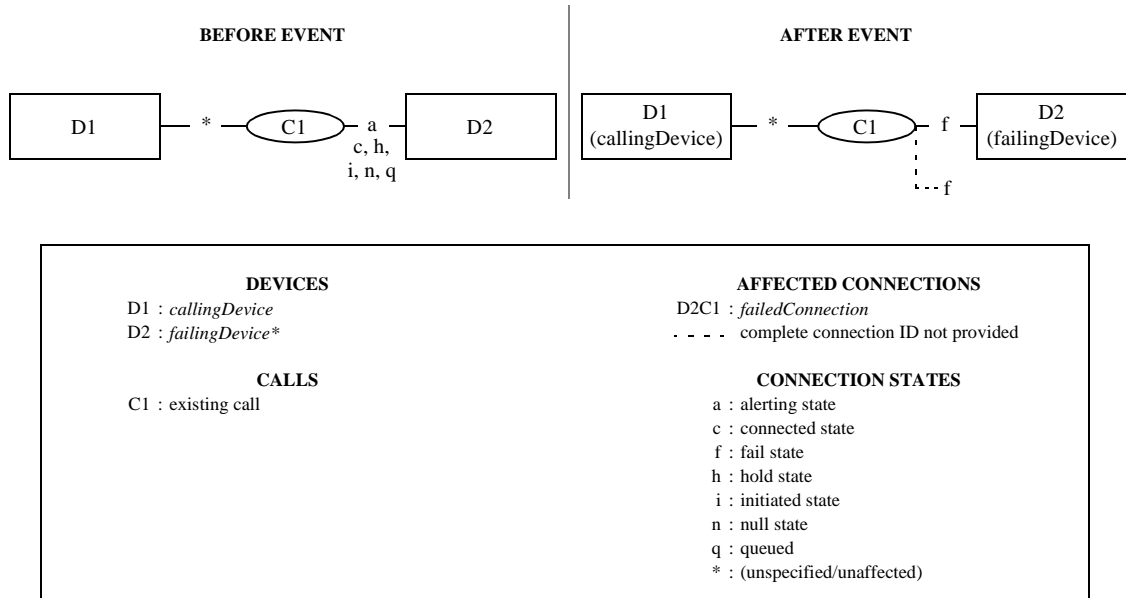 BEFORE EVENT
AFTER EVENT
D1
*
C1
a
c, h,
i, n, q
D2
D1
(callingDevice)
*
C1
f
f
D2
(failingDevice)
DEVICES
D1 : callingDevice
D2 : failingDevice*
CALLS
C1 : existing call
AFFECTED CONNECTIONS
D2C1 : failedConnection
- - - - complete connection ID not provided
CONNECTION STATES
a : alerting state
c : connected state
f : fail state
h : hold state
i : initiated state
n : null state
q : queued
* : (unspecified/unaffected)